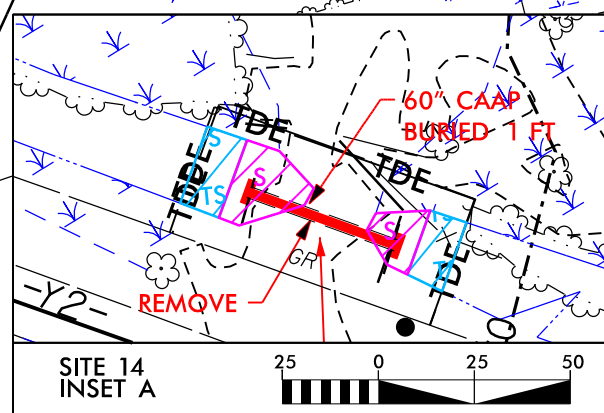 60" CAAP
BURIED 1 FT
TDE
TDE
TDE
TDE
S
TS
S
S
GR
REMOVE
-Y2-
SITE 14
INSET A
25 0 25 50